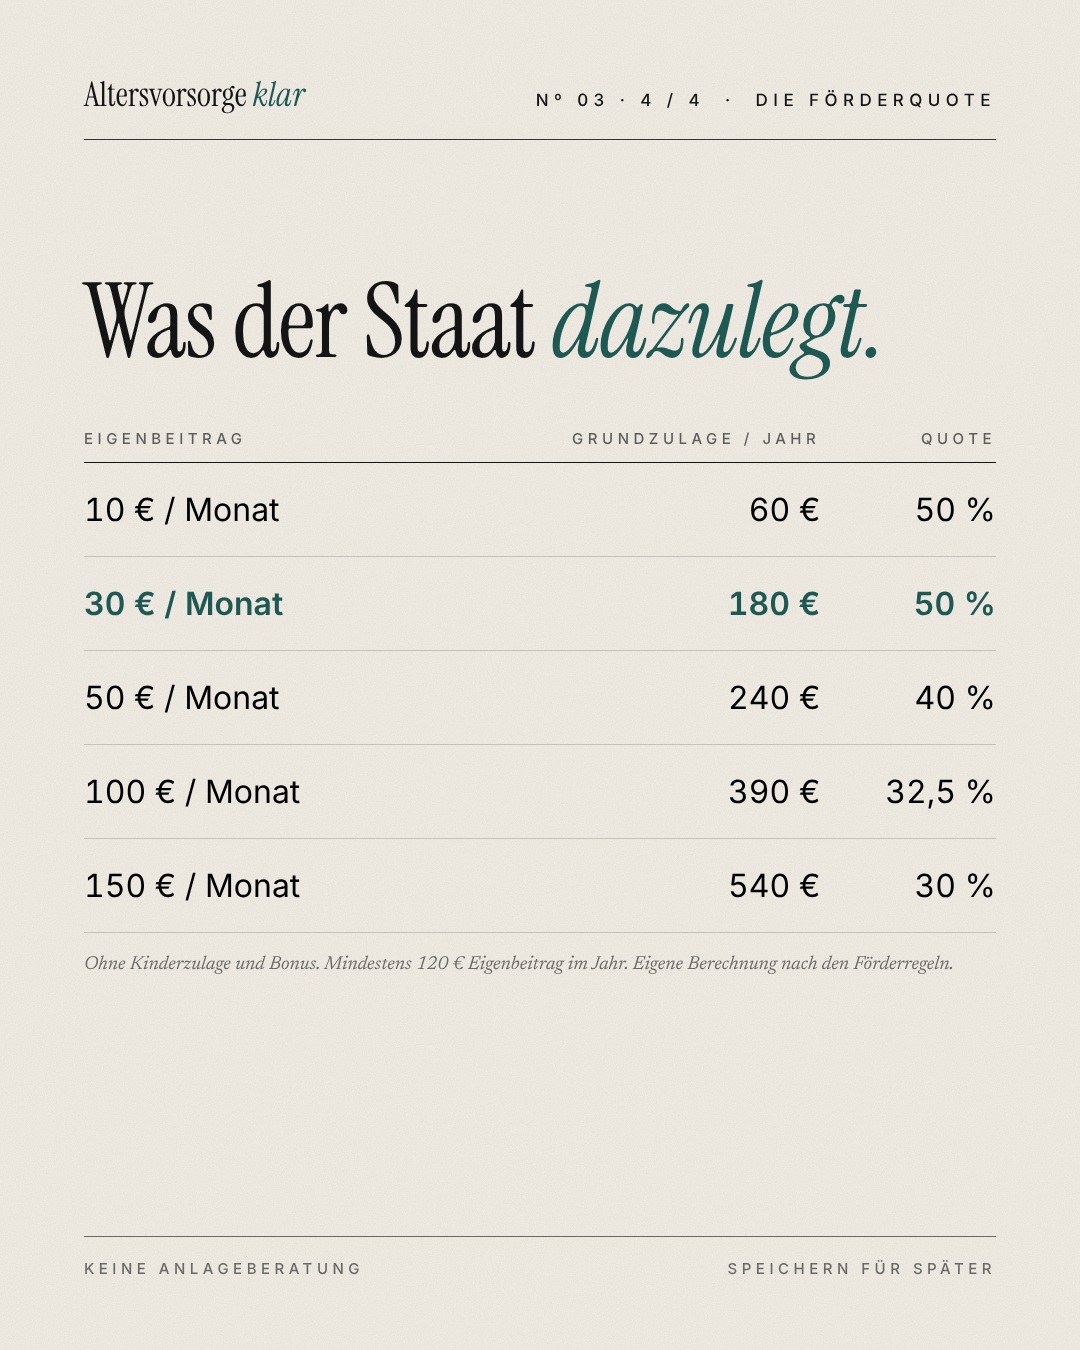 Altersvorsorge klar
Nº 03 · 4 / 4 · DIE FÖRDERQUOTE
Was der Staat dazulegt.
EIGENBEITRAG GRUNDZULAGE / JAHR QUOTE
10 € / Monat 60 € 50 %
30 € / Monat 180 € 50 %
50 € / Monat 240 € 40 %
100 € / Monat 390 € 32,5 %
150 € / Monat 540 € 30 %
Ohne Kinderzulage und Bonus. Mindestens 120 € Eigenbeitrag im Jahr. Eigene Berechnung nach den Förderregeln.
KEINE ANLAGEBERATUNG SPEICHERN FÜR SPÄTER